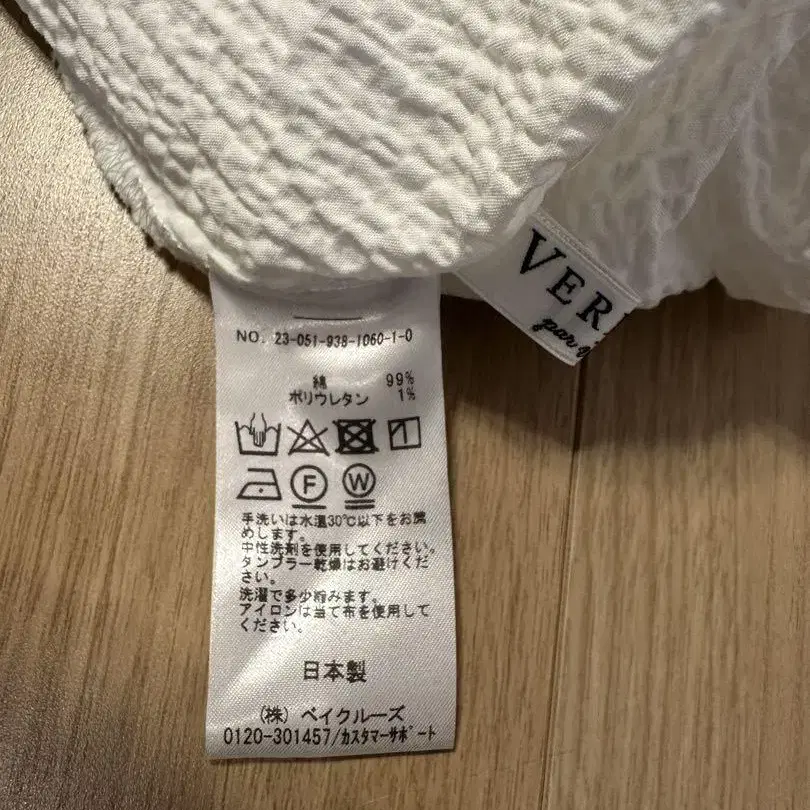 VER
par
NO. 23-051-938-1060-1-0
綿 99%
ポリウレタン 1%
F W
手洗いは水温30℃以下をお薦
めします。
中性洗剤を使用してください。
タンブラー乾燥はお避けくだ
さい。
洗濯で多少縮みます。
アイロンは当て布を使用して
ください。
日本製
(株) ベイクルーズ
0120-301457/カスタマーサポート